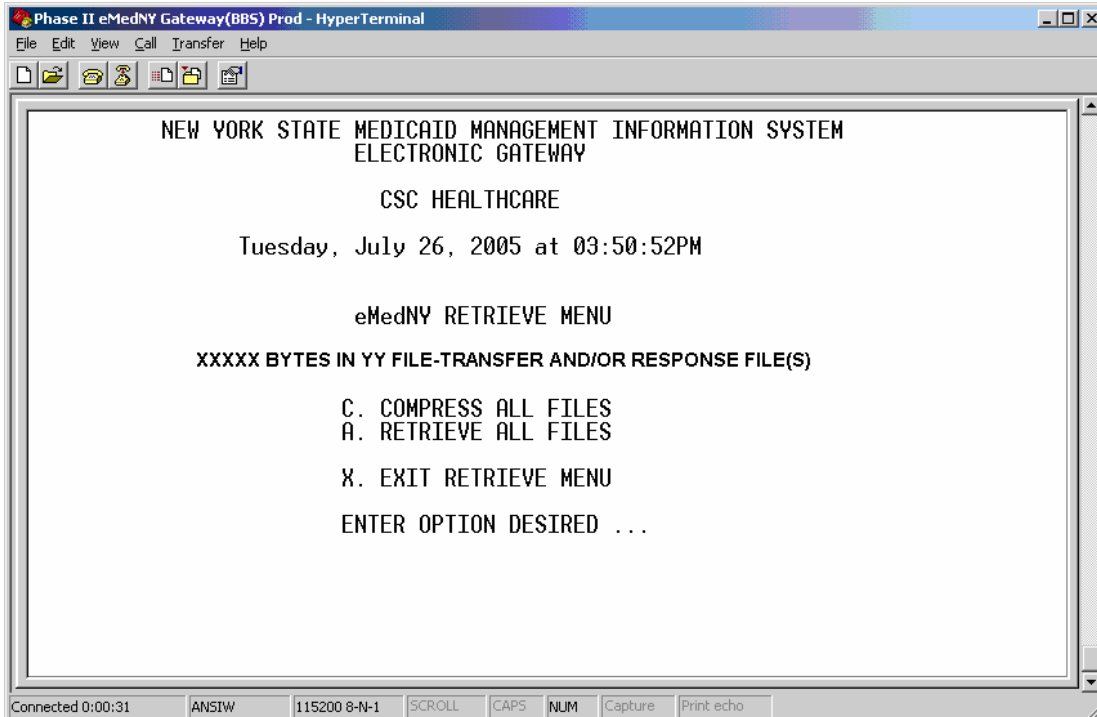 Phase II eMedNY Gateway(BBS) Prod - HyperTerminal
File Edit View Call Transfer Help
NEW YORK STATE MEDICAID MANAGEMENT INFORMATION SYSTEM
ELECTRONIC GATEWAY
CSC HEALTHCARE
Tuesday, July 26, 2005 at 03:50:52PM
eMedNY RETRIEVE MENU
XXXXX BYTES IN YY FILE-TRANSFER AND/OR RESPONSE FILE(S)
C. COMPRESS ALL FILES
A. RETRIEVE ALL FILES
X. EXIT RETRIEVE MENU
ENTER OPTION DESIRED ...
Connected 0:00:31 ANSIW 115200 8-N-1 SCROLL CAPS NUM Capture Print echo